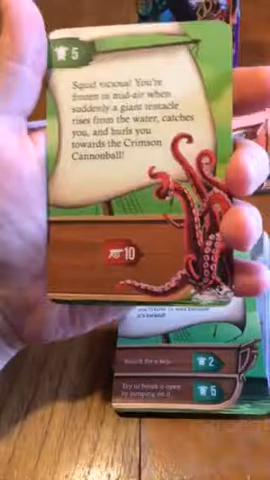 5
Squid vicious! You're
frozen in mid-air when
suddenly a giant tentacle
rises from the water, catches
you, and hurls you
towards the Crimson
Cannonball!
10
it's locked!
Search for a key.
2
Try to break it open
by jumping on it.
5